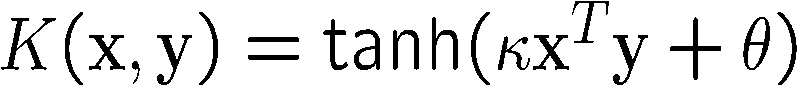 K(x, y) = tanh(κx^T y + θ)